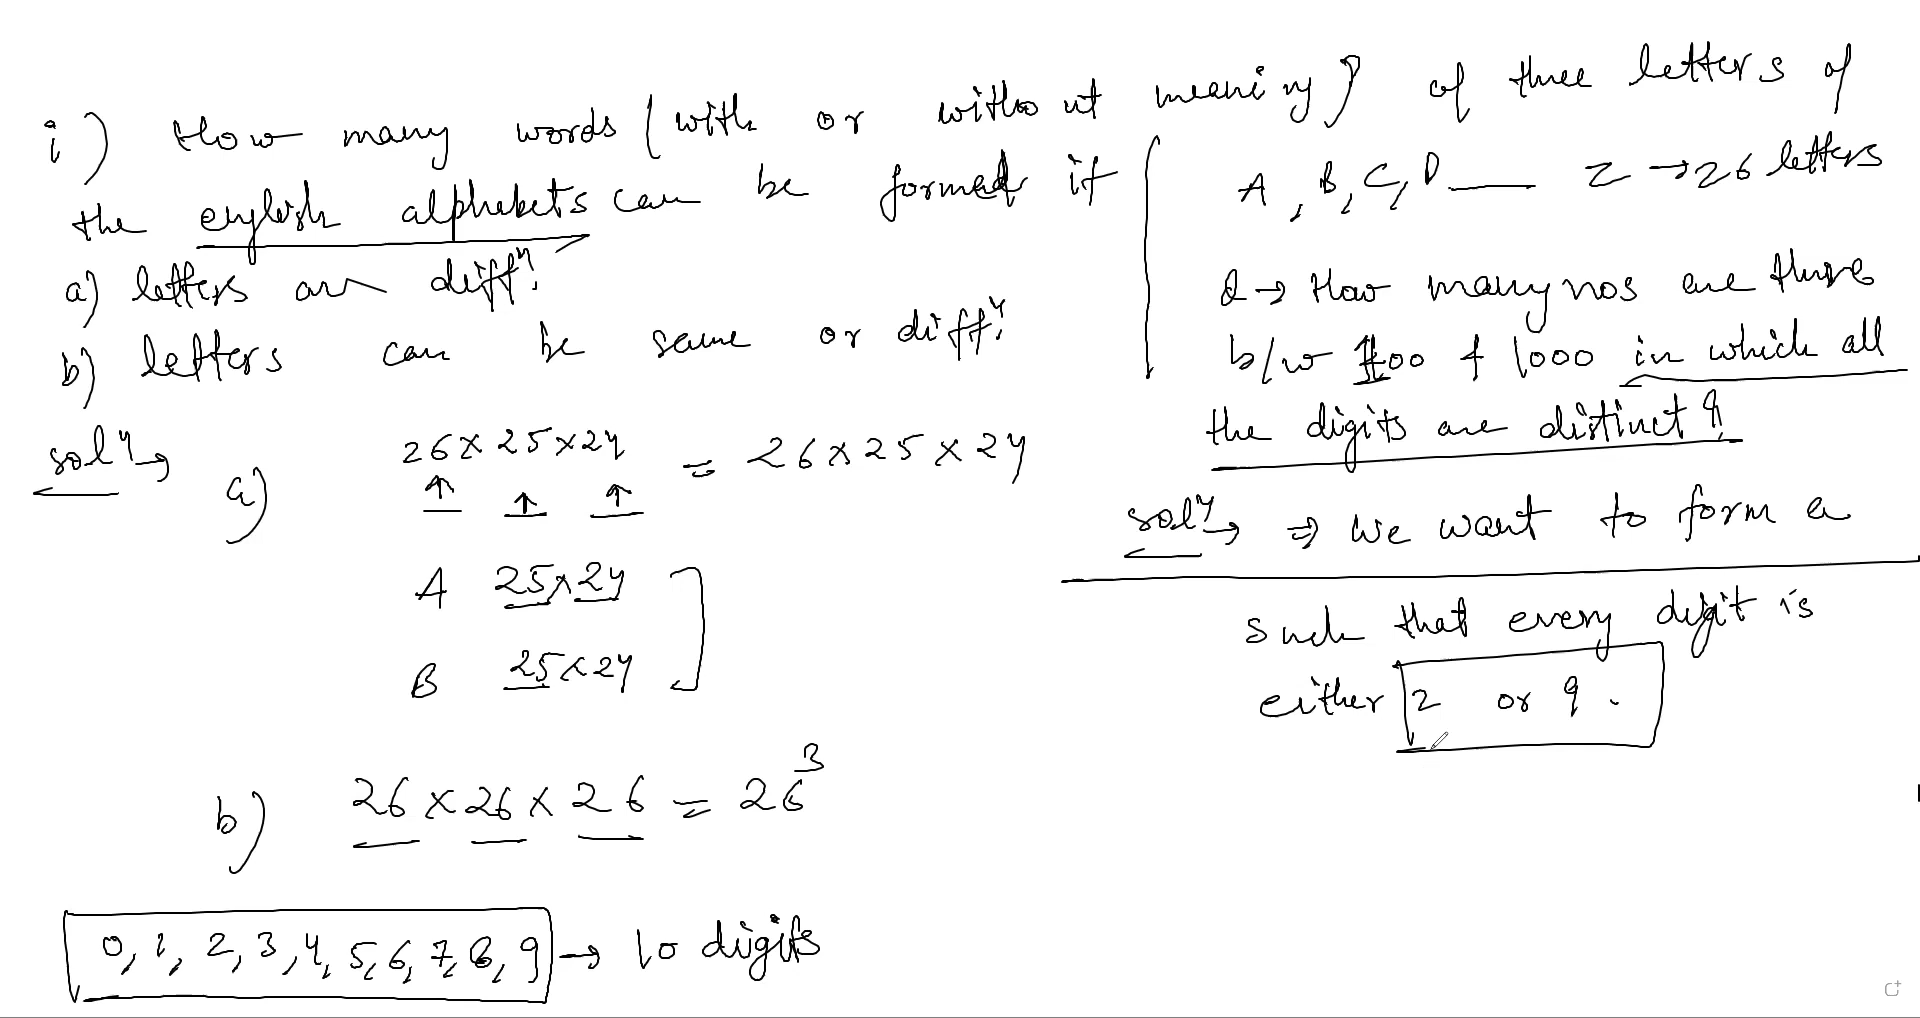 i) How many words (with or without meaning) of three letters of
the english alphabets can be formed if
a) letters are diffn?
b) letters can be same or diffn?
soln →
a) 26 x 25 x 24 = 26 x 25 x 24
A 25 x 24
B 25 x 24
b) 26 x 26 x 26 = 26³
0, 1, 2, 3, 4, 5, 6, 7, 8, 9 → 10 digits
A, B, C, D — Z → 26 letters
Q → How many nos are there
b/w 100 & 1000 in which all
the digits are distinct?
soln → ⇒ We want to form a
such that every digit is
either 2 or 9.